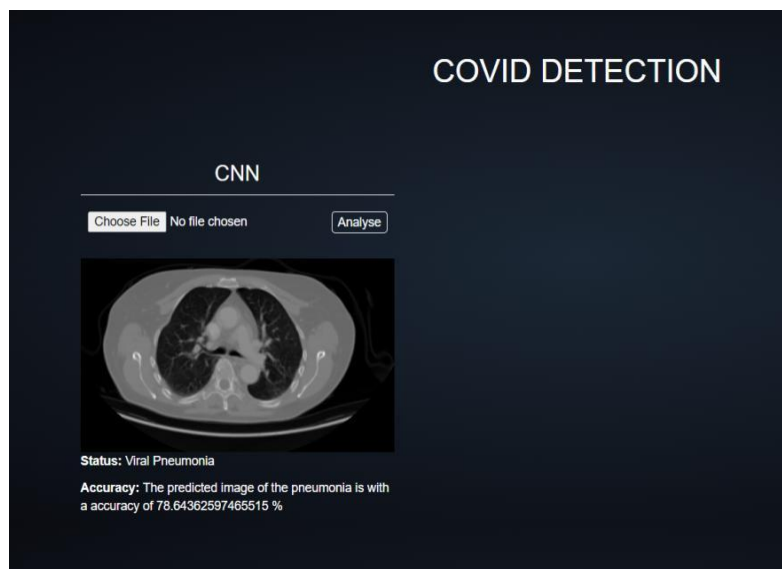 COVID DETECTION
CNN
Choose File No file chosen Analyse
Status: Viral Pneumonia
Accuracy: The predicted image of the pneumonia is with
a accuracy of 78.64362597465515 %